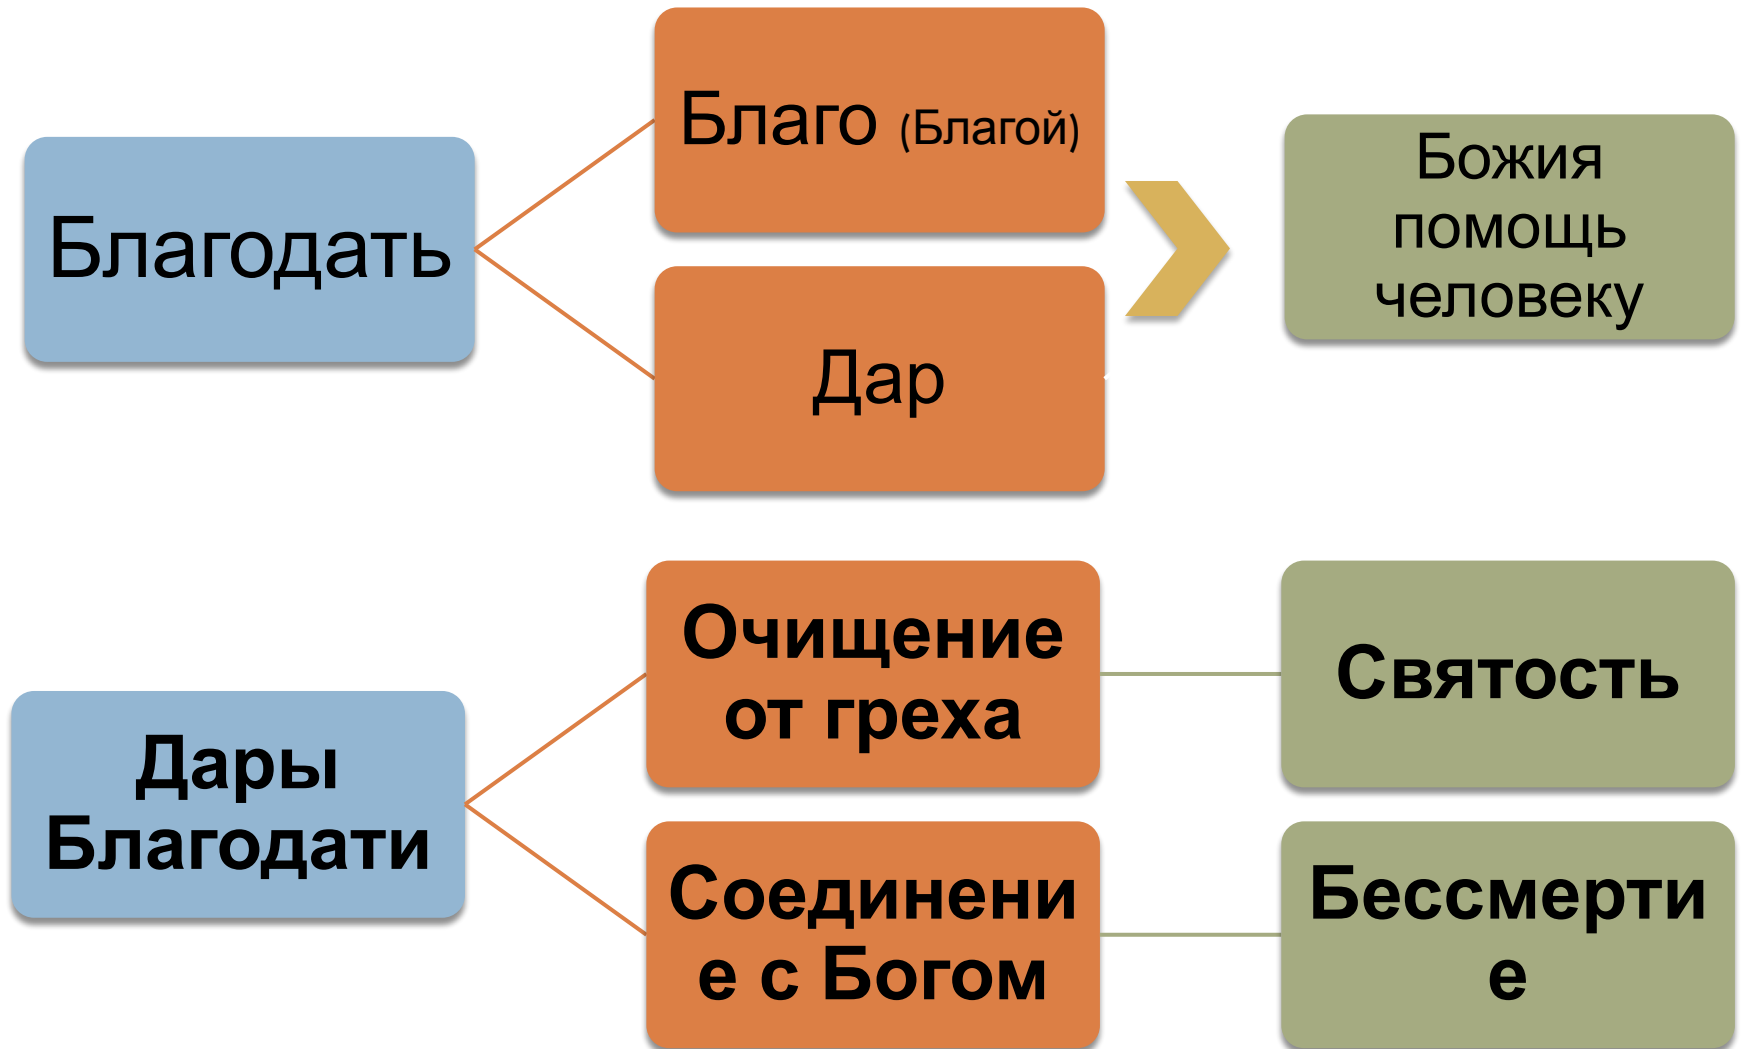 Благо (Благой)
Благодать
Божия
помощь
человеку
Дар
Очищение
от греха
Святость
Дары
Благодати
Соединени
е с Богом
Бессмерти
е